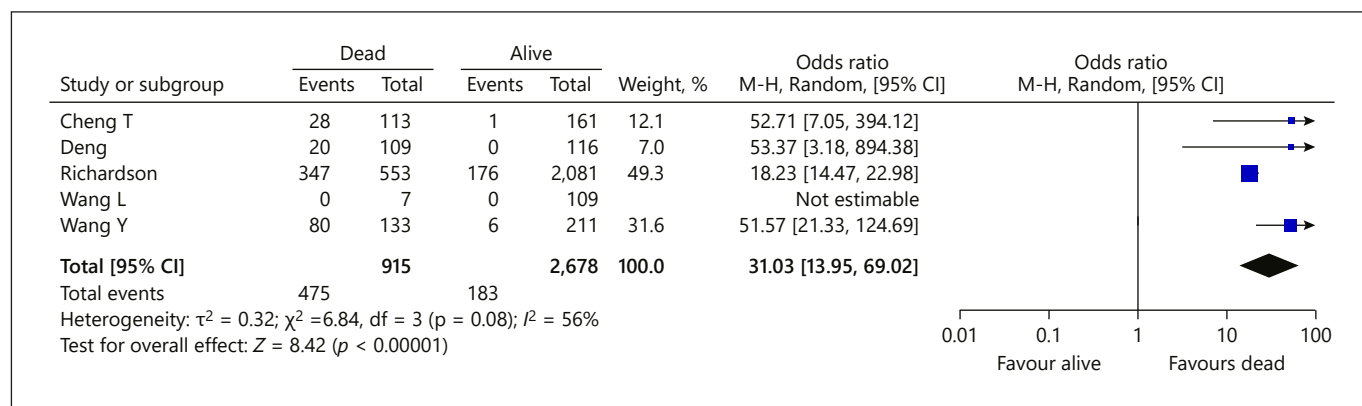 Dead Alive Odds ratio Odds ratio
Study or subgroup Events Total Events Total Weight, % M-H, Random, [95% CI] M-H, Random, [95% CI]
Cheng T 28 113 1 161 12.1 52.71 [7.05, 394.12]
Deng 20 109 0 116 7.0 53.37 [3.18, 894.38]
Richardson 347 553 176 2,081 49.3 18.23 [14.47, 22.98]
Wang L 0 7 0 109 Not estimable
Wang Y 80 133 6 211 31.6 51.57 [21.33, 124.69]
Total [95% CI] 915 2,678 100.0 31.03 [13.95, 69.02]
Total events 475 183
Heterogeneity: τ² = 0.32; χ² =6.84, df = 3 (p = 0.08); I² = 56%
Test for overall effect: Z = 8.42 (p < 0.00001)
0.01 0.1 1 10 100
Favour alive Favours dead